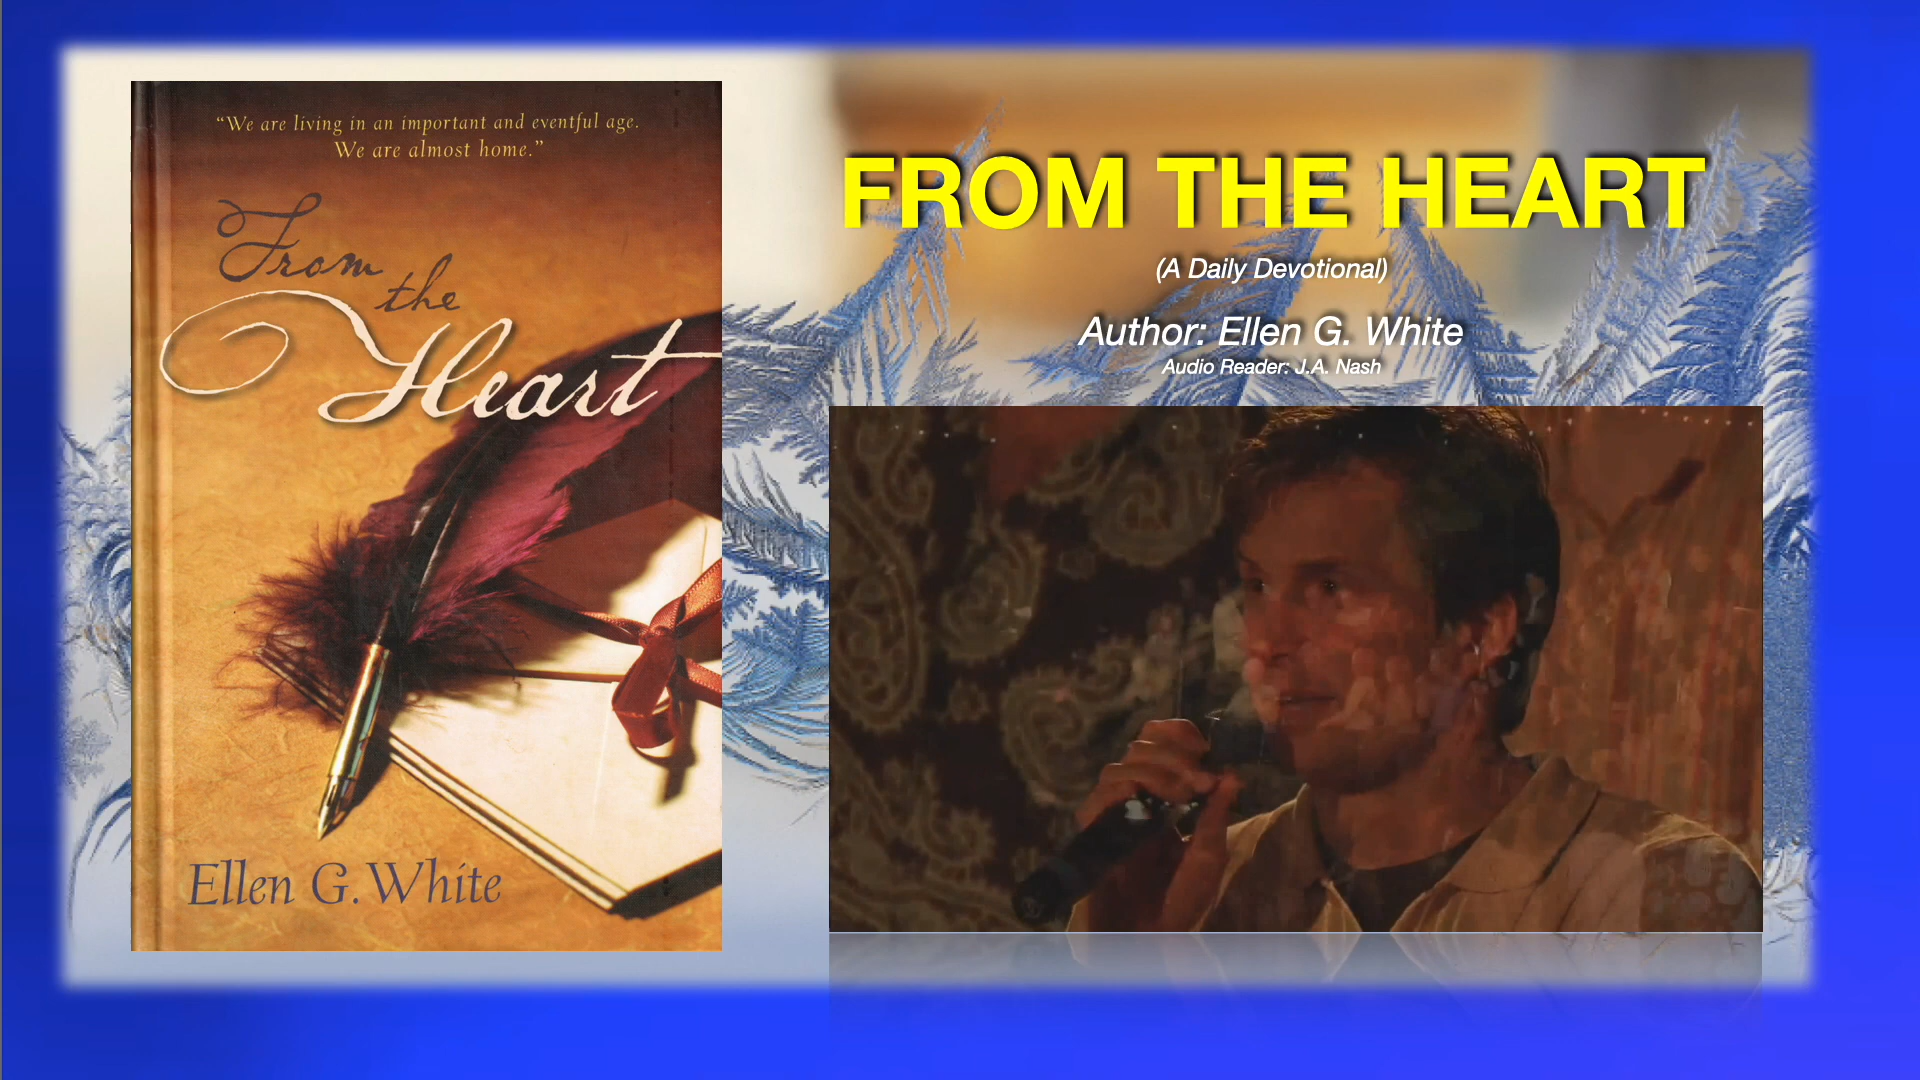 “We are living in an important and eventful age.
We are almost home.”
From
the
Heart
Ellen G. White
FROM THE HEART
(A Daily Devotional)
Author: Ellen G. White
Audio Reader: J.A. Nash